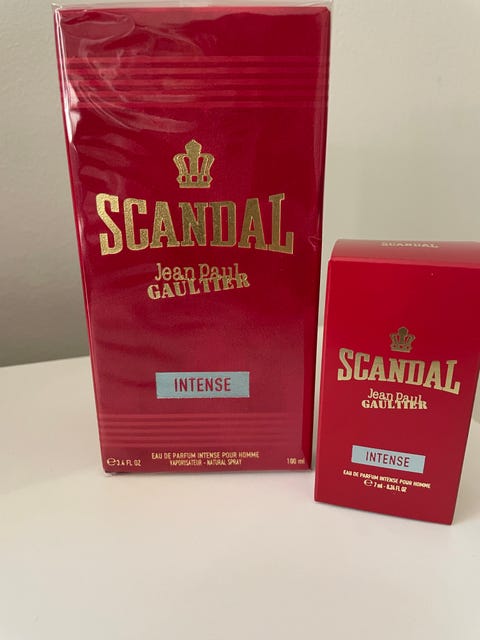 SCANDAL
Jean Paul
GAULTIER
INTENSE
EAU DE PARFUM INTENSE POUR HOMME
℮ 3.4 FL OZ VAPORISATEUR - NATURAL SPRAY 100 ml
SCANDAL
SCANDAL
Jean Paul
GAULTIER
INTENSE
EAU DE PARFUM INTENSE POUR HOMME
℮ 7 ml - 0.24 FL OZ